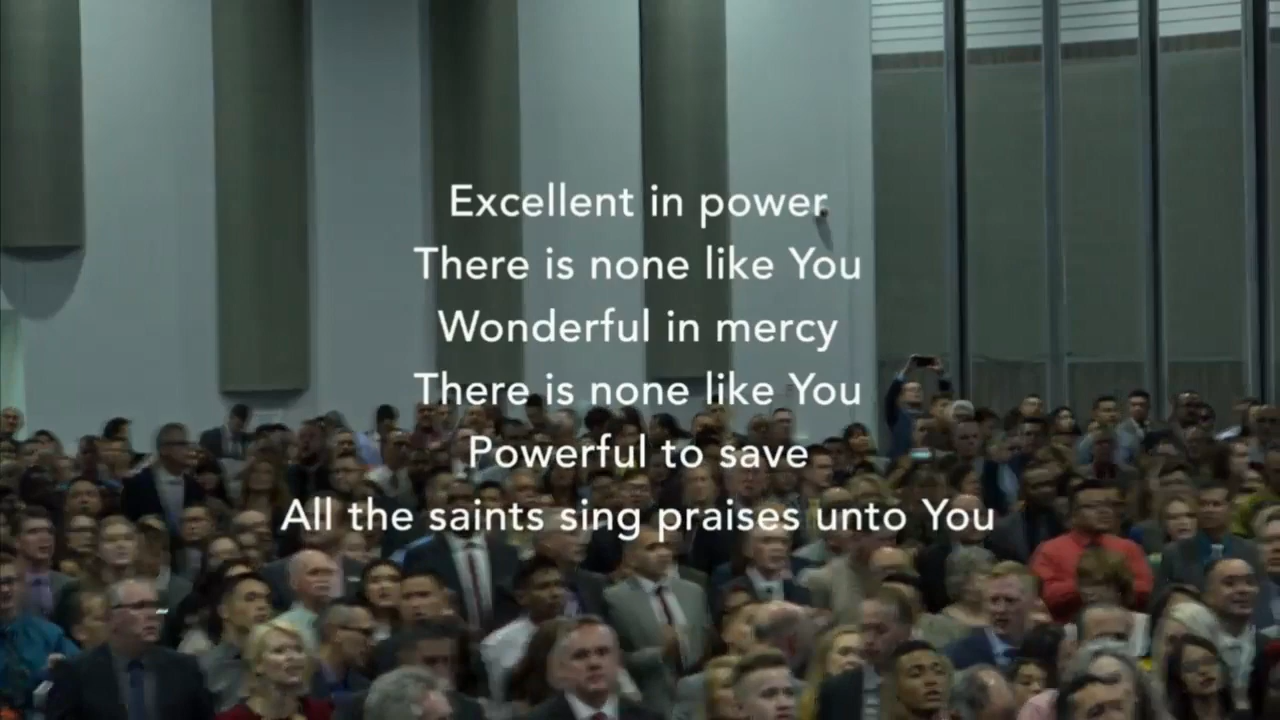 Excellent in power
There is none like You
Wonderful in mercy
There is none like You
Powerful to save
All the saints sing praises unto You